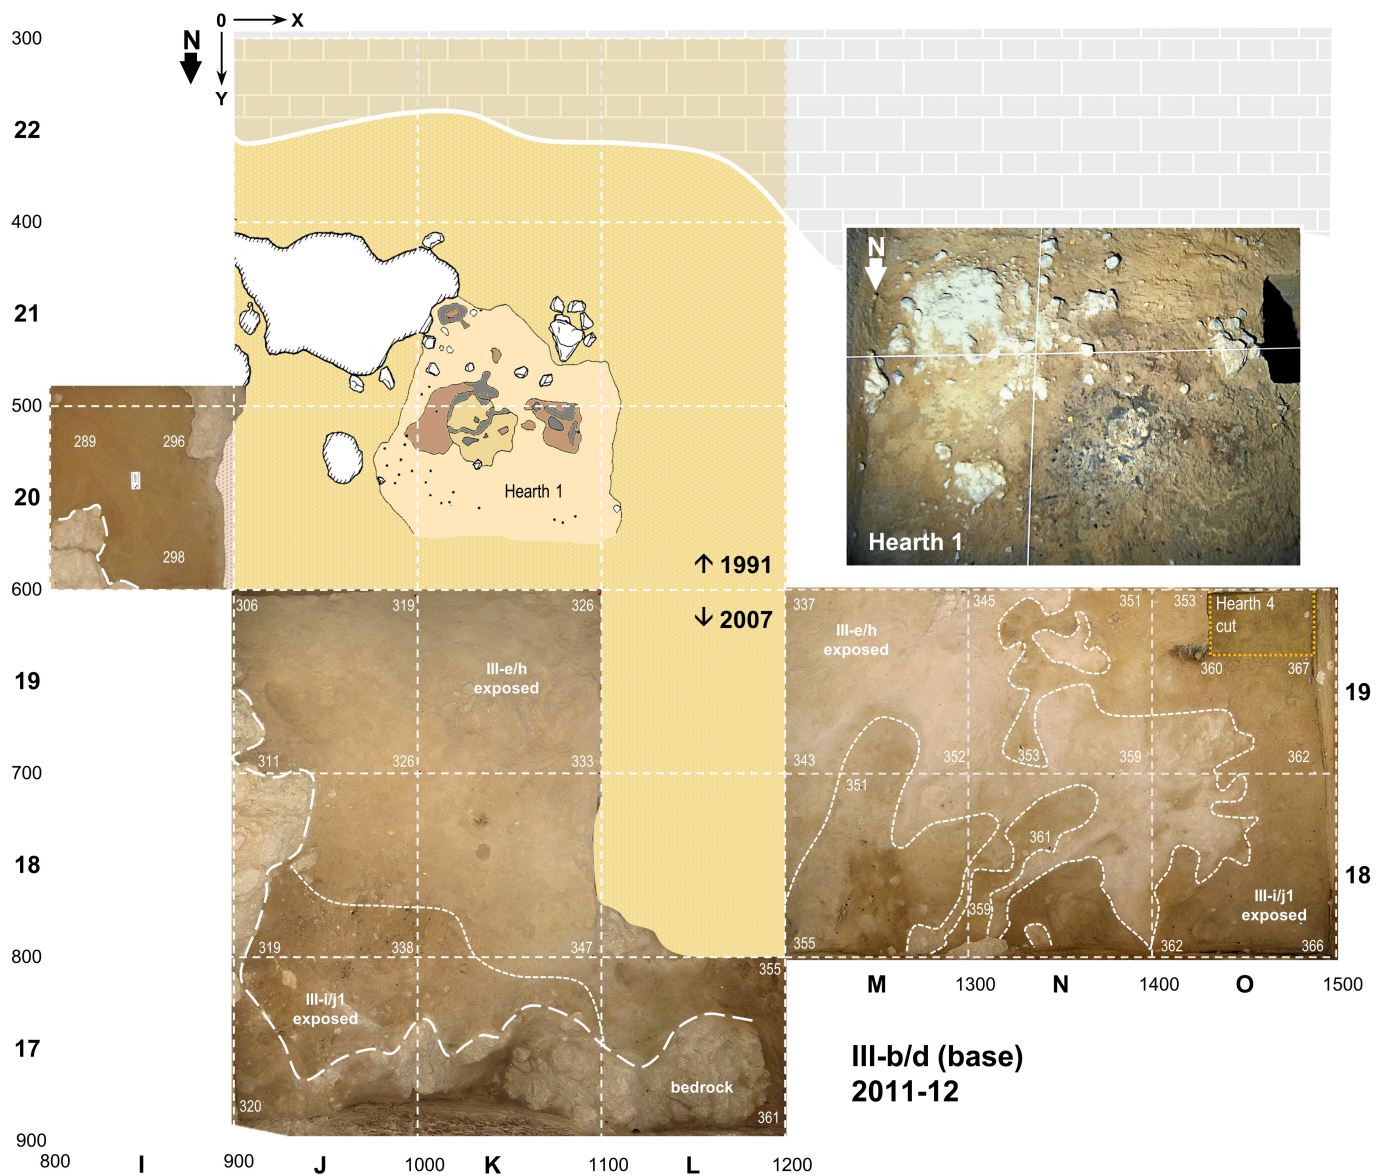 0 X
N
Y
300
22
400
21
500
20
600
19
700
18
800
17
900
289 296
298
Hearth 1
↑ 1991
↓ 2007
N
Hearth 1
306 319 326
III-e/h
exposed
311 326 333
319 338 347
355
III-i/j1
exposed
bedrock
320 361
337 345 351 353
Hearth 4
cut
III-e/h
exposed
360 367
343 352 353 359 362
351
361
359
III-i/j1
exposed
355 362 366
19
18
M 1300 N 1400 O 1500
III-b/d (base)
2011-12
800 I 900 J 1000 K 1100 L 1200